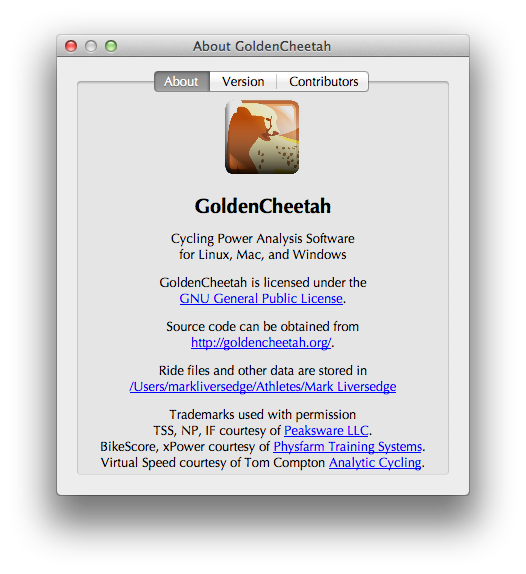 About GoldenCheetah
About Version Contributors
GoldenCheetah
Cycling Power Analysis Software
for Linux, Mac, and Windows
GoldenCheetah is licensed under the
GNU General Public License.
Source code can be obtained from
http://goldencheetah.org/.
Ride files and other data are stored in
/Users/markliversedge/Athletes/Mark Liversedge
Trademarks used with permission
TSS, NP, IF courtesy of Peaksware LLC.
BikeScore, xPower courtesy of Physfarm Training Systems.
Virtual Speed courtesy of Tom Compton Analytic Cycling.